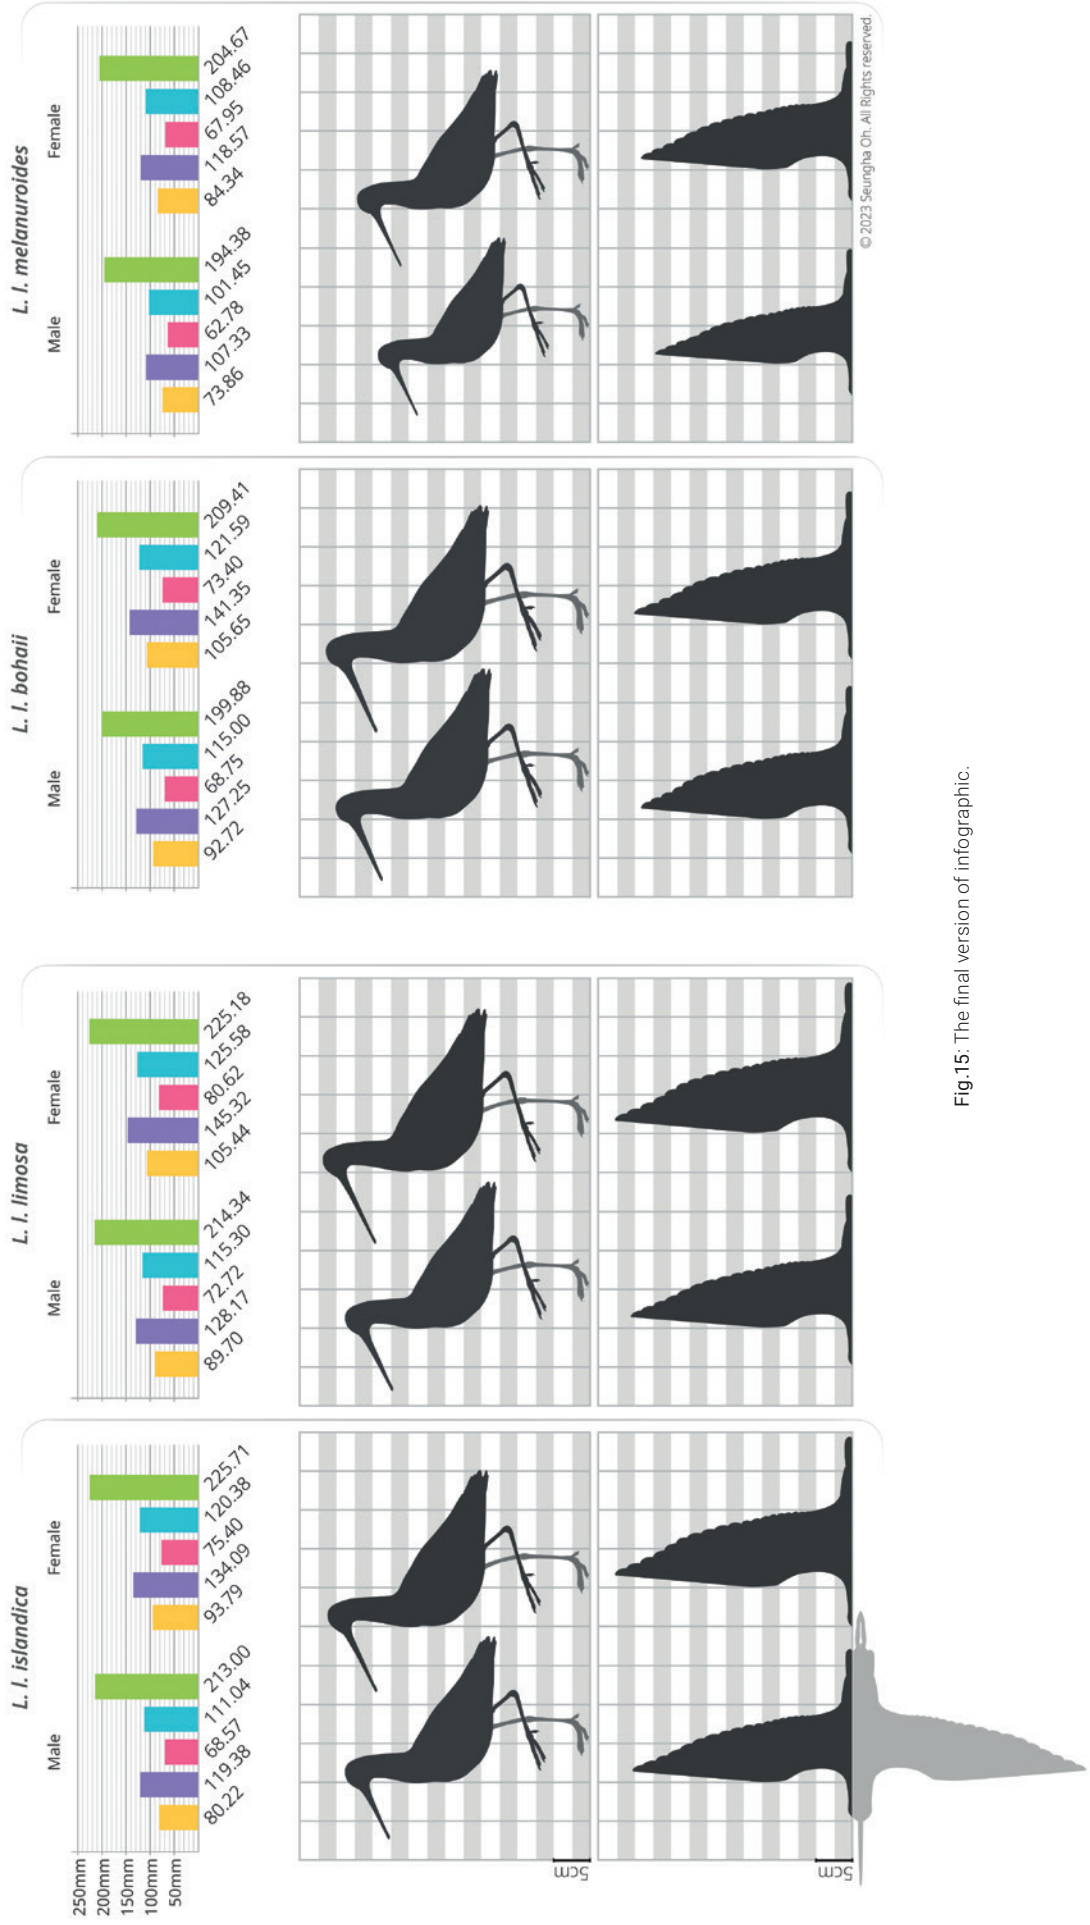 L. l. islandica
Male
Female
250mm
200mm
150mm
100mm
50mm
80.22
119.38
68.57
111.04
213.00
93.79
134.09
75.40
120.38
225.71
5cm
5cm
L. l. limosa
Male
Female
89.70
128.17
72.72
115.30
214.34
105.44
145.32
80.62
125.58
225.18
L. l. bohaii
Male
Female
92.72
127.25
68.75
115.00
199.88
105.65
141.35
73.40
121.59
209.41
L. l. melanuroides
Male
Female
73.86
107.33
62.78
101.45
194.38
84.34
118.57
67.95
108.46
204.67
© 2023 Seungha Oh. All Rights reserved.
Fig.15: The final version of infographic.